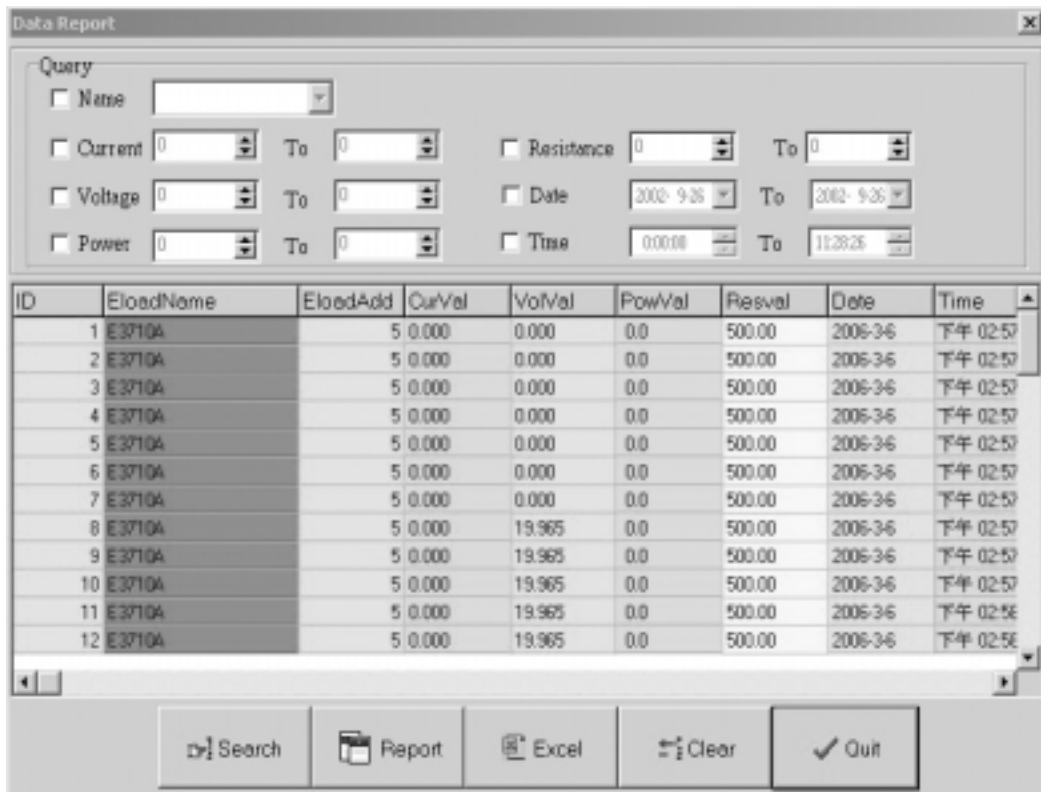 Data Report
Query
Name
Current 0 To 0 Resistance 0 To 0
Voltage 0 To 0 Date 2002- 9-26 To 2002- 9-26
Power 0 To 0 Time 0:00:00 To 11:28:26
ID EloadName EloadAdd CurVal VolVal PowVal Resval Date Time
1 E3710A 5 0.000 0.000 0.0 500.00 2006-3-6 下午 02:57
2 E3710A 5 0.000 0.000 0.0 500.00 2006-3-6 下午 02:57
3 E3710A 5 0.000 0.000 0.0 500.00 2006-3-6 下午 02:57
4 E3710A 5 0.000 0.000 0.0 500.00 2006-3-6 下午 02:57
5 E3710A 5 0.000 0.000 0.0 500.00 2006-3-6 下午 02:57
6 E3710A 5 0.000 0.000 0.0 500.00 2006-3-6 下午 02:57
7 E3710A 5 0.000 0.000 0.0 500.00 2006-3-6 下午 02:57
8 E3710A 5 0.000 19.965 0.0 500.00 2006-3-6 下午 02:57
9 E3710A 5 0.000 19.965 0.0 500.00 2006-3-6 下午 02:57
10 E3710A 5 0.000 19.965 0.0 500.00 2006-3-6 下午 02:57
11 E3710A 5 0.000 19.965 0.0 500.00 2006-3-6 下午 02:58
12 E3710A 5 0.000 19.965 0.0 500.00 2006-3-6 下午 02:58
Search Report Excel Clear Quit